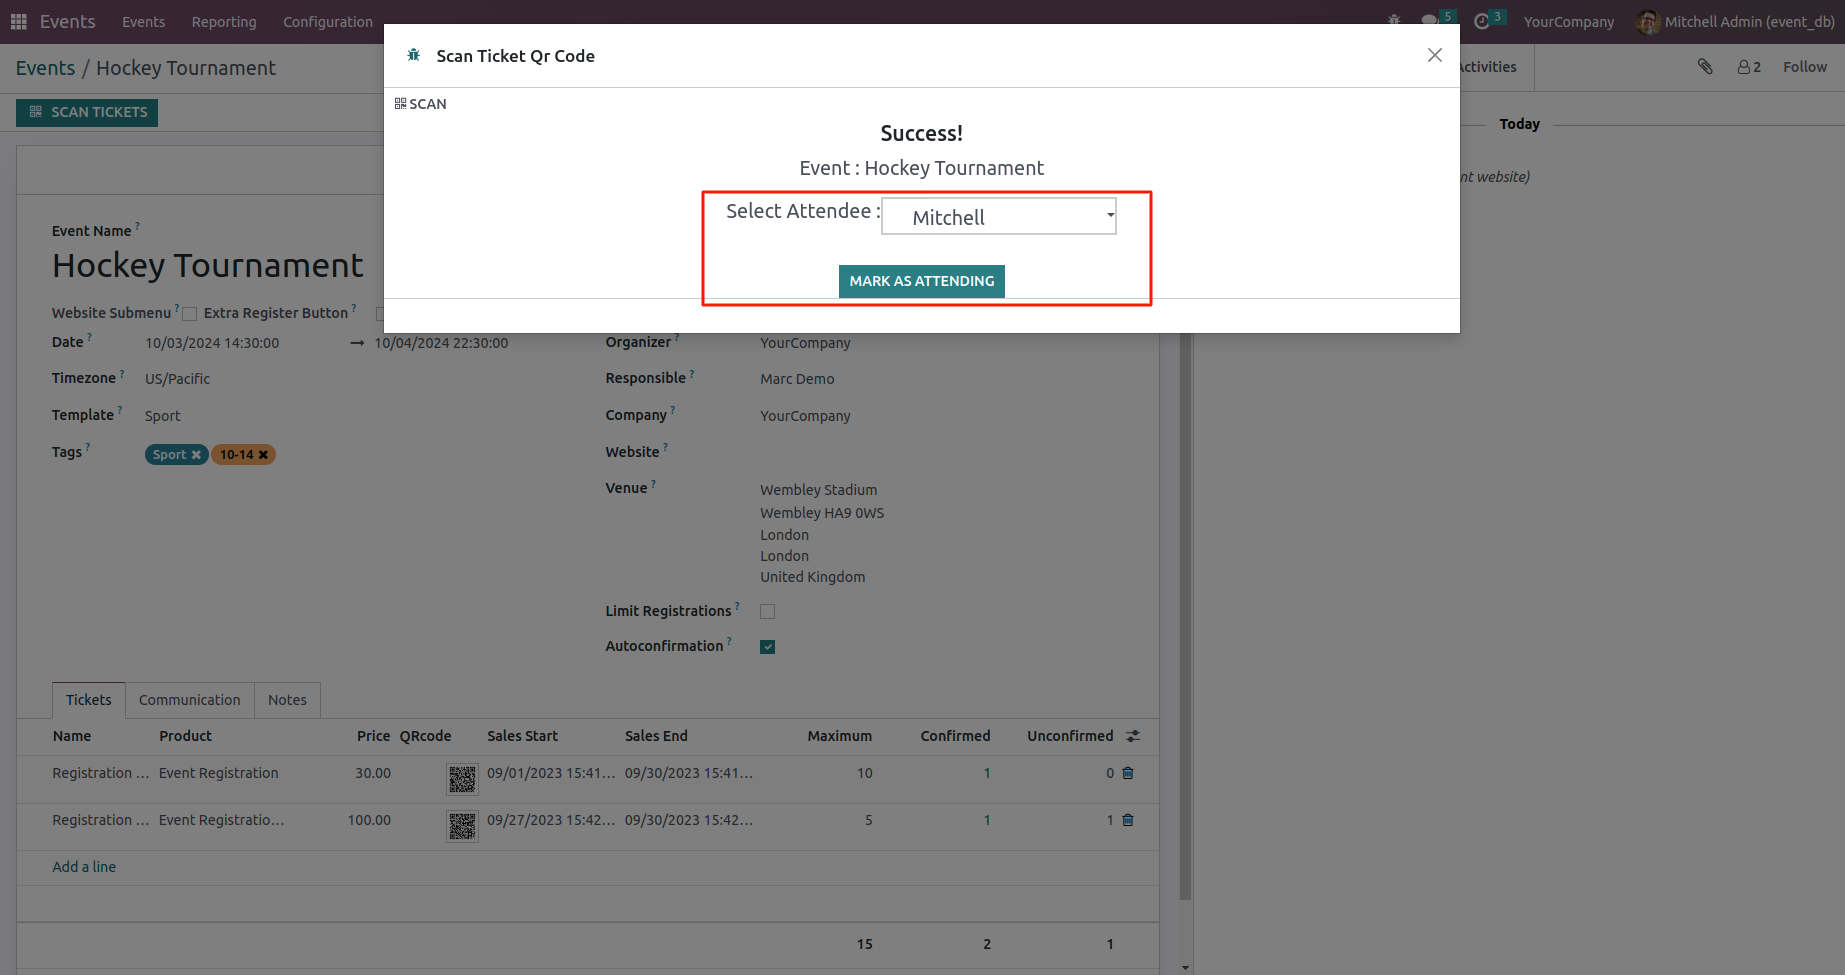 Events Events Reporting Configuration 5 3 YourCompany Mitchell Admin (event_db)
Scan Ticket Qr Code
Events / Hockey Tournament
Activities 2 Follow
SCAN TICKETS
SCAN
Success!
Today
Event : Hockey Tournament
nt website)
Select Attendee : Mitchell
MARK AS ATTENDING
Event Name ?
Hockey Tournament
Website Submenu ? Extra Register Button ?
Date ? 10/03/2024 14:30:00 → 10/04/2024 22:30:00
Organizer ? YourCompany
Timezone ? US/Pacific
Responsible ? Marc Demo
Template ? Sport
Company ? YourCompany
Tags ? Sport ✖ 10-14 ✖
Website ?
Venue ? Wembley Stadium
Wembley HA9 0WS
London
London
United Kingdom
Limit Registrations ?
Autoconfirmation ?
Tickets Communication Notes
Name Product Price QRcode Sales Start Sales End Maximum Confirmed Unconfirmed
Registration ... Event Registration 30.00 09/01/2023 15:41... 09/30/2023 15:41... 10 1 0
Registration ... Event Registratio... 100.00 09/27/2023 15:42... 09/30/2023 15:42... 5 1 1
Add a line
15 2 1